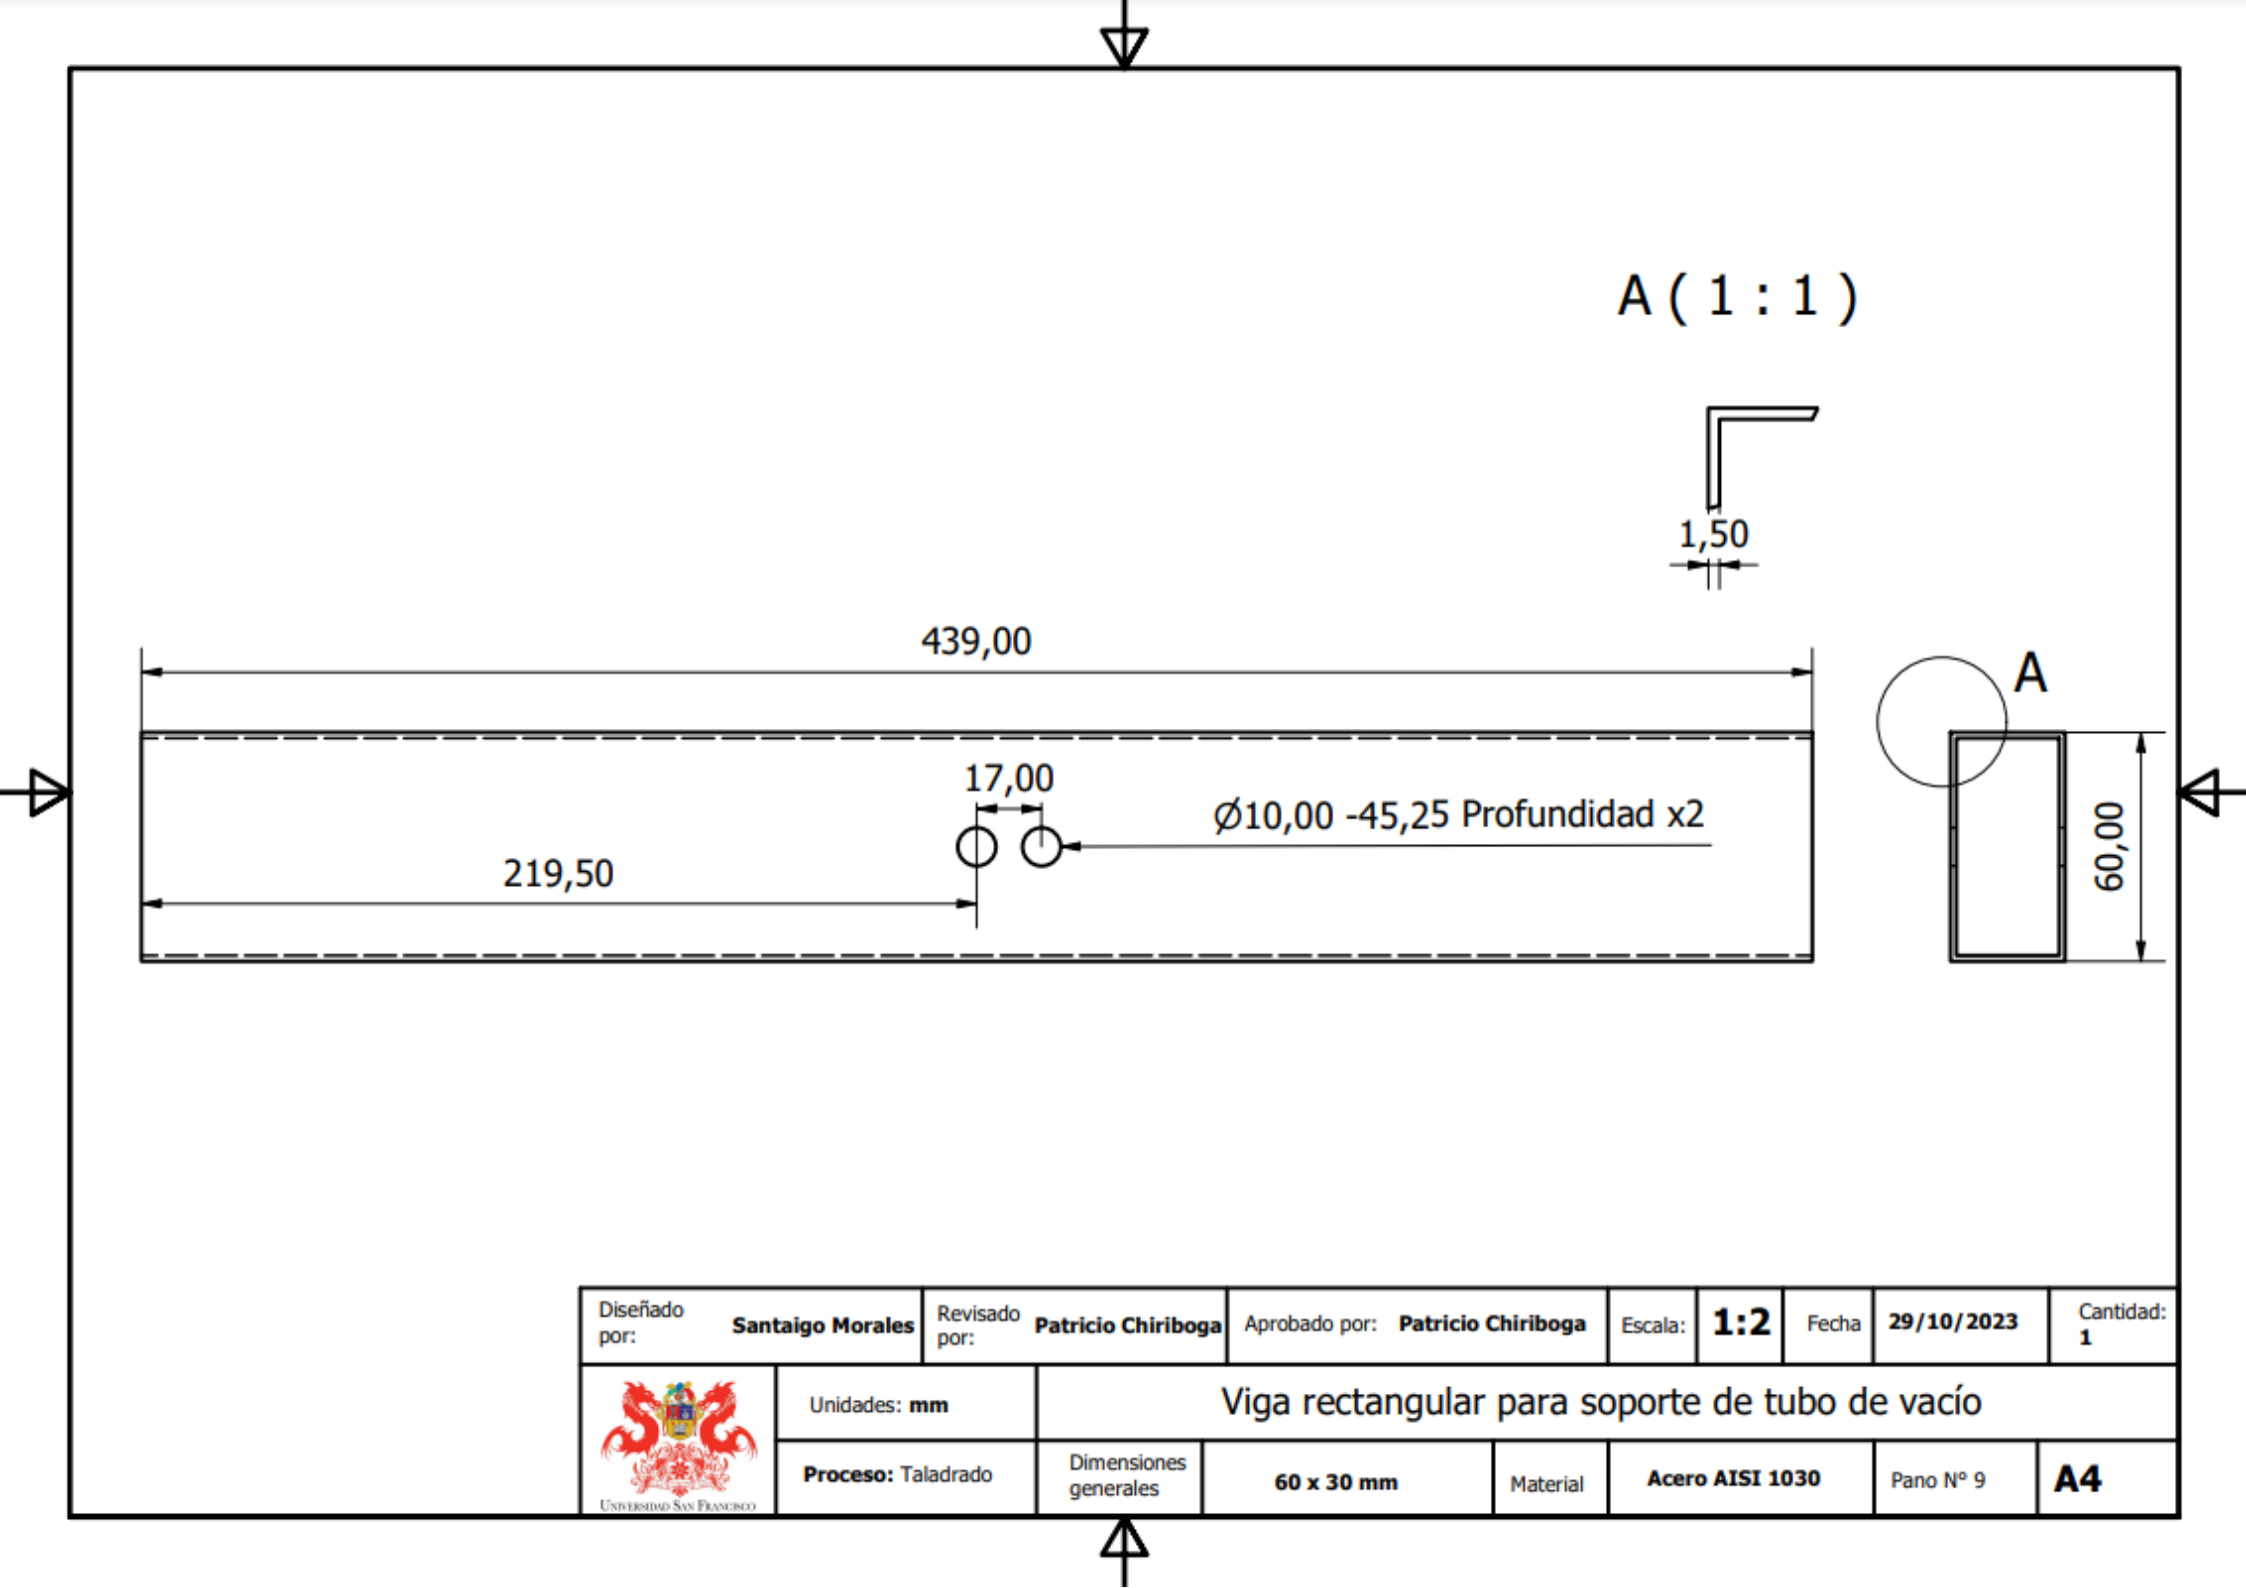 A ( 1 : 1 )
1,50
439,00
A
17,00
Ø10,00 -45,25 Profundidad x2
219,50
60,00
Diseñado por: Santaigo Morales
Revisado por: Patricio Chiriboga
Aprobado por: Patricio Chiriboga
Escala: 1:2
Fecha 29/10/2023
Cantidad: 1
Unidades: mm
Viga rectangular para soporte de tubo de vacío
Proceso: Taladrado
Dimensiones generales
60 x 30 mm
Material
Acero AISI 1030
Pano N° 9
A4
UNIVERSIDAD SAN FRANCISCO